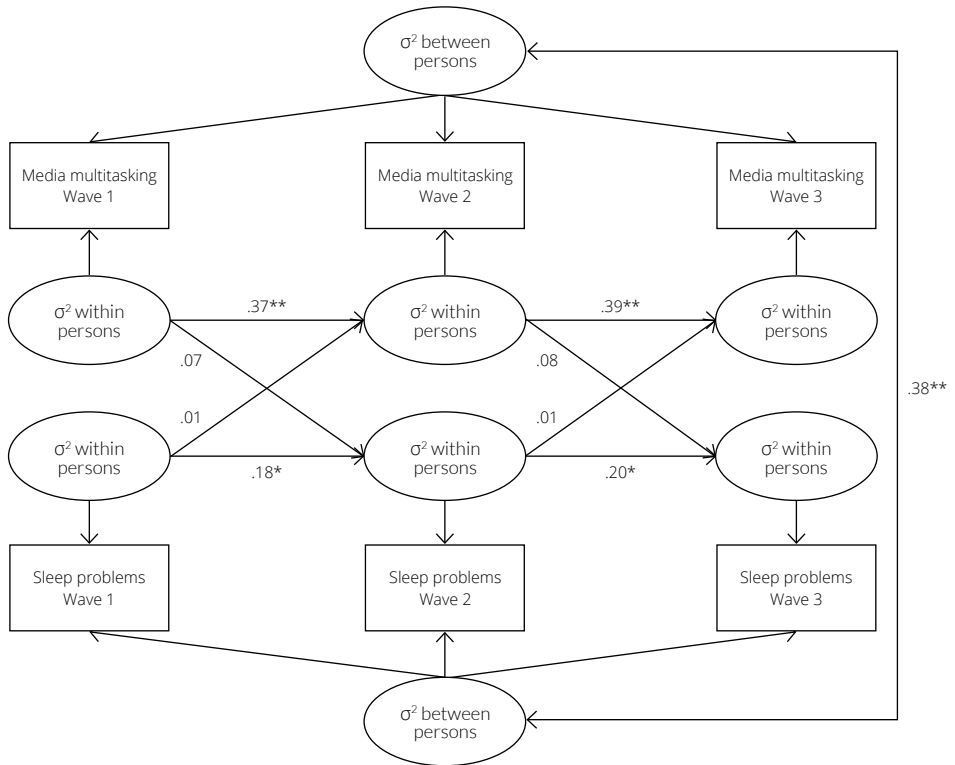 σ² between
persons
Media multitasking
Wave 1
Media multitasking
Wave 2
Media multitasking
Wave 3
σ² within
persons
.37**
σ² within
persons
.39**
σ² within
persons
.07
.08
.38**
.01
.01
σ² within
persons
.18*
σ² within
persons
.20*
σ² within
persons
Sleep problems
Wave 1
Sleep problems
Wave 2
Sleep problems
Wave 3
σ² between
persons